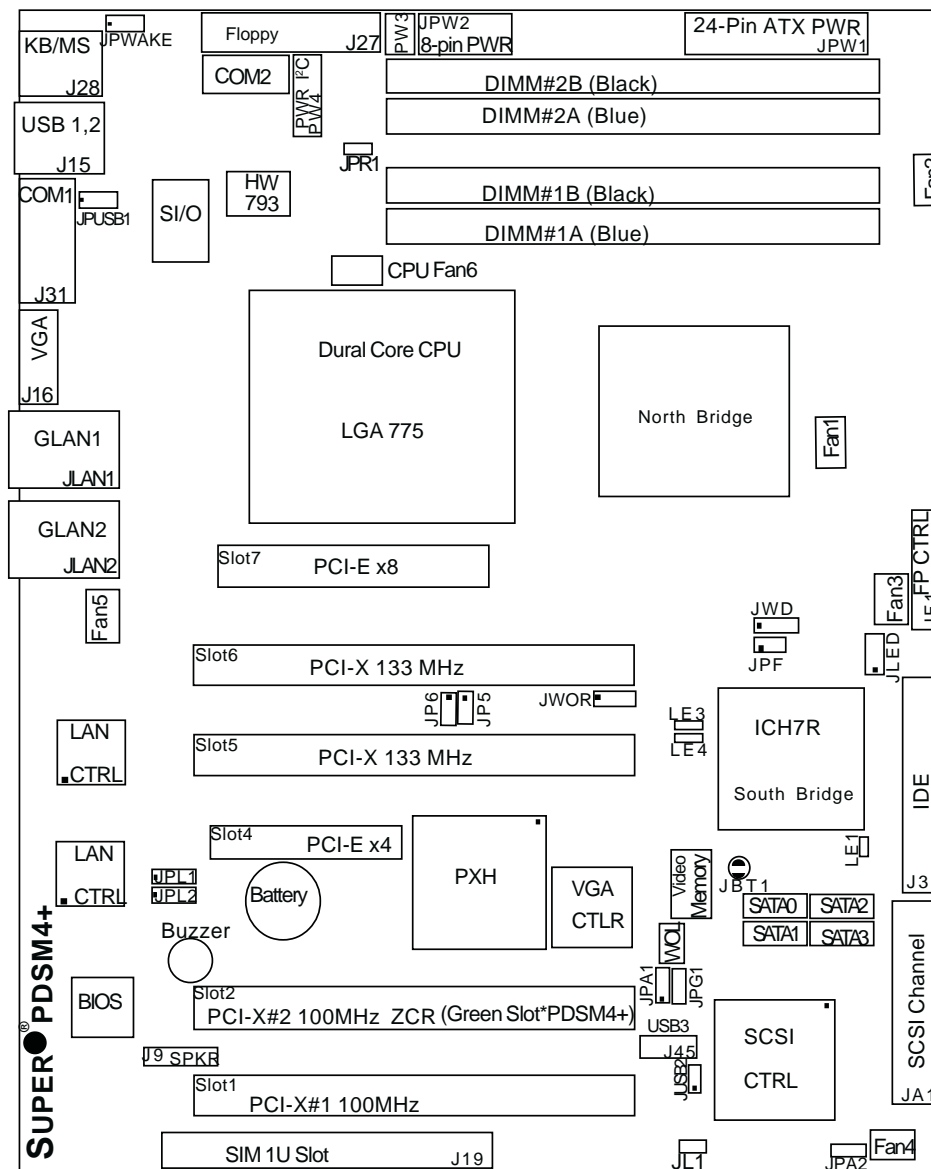 JPWAKE
KB/MS
J28
Floppy
J27
PW3
JPW2
8-pin PWR
24-Pin ATX PWR
JPW1
COM2
PWR I²C
PW4
DIMM#2B (Black)
DIMM#2A (Blue)
USB 1,2
J15
JPR1
COM1
JPUSB1
SI/O
HW
793
DIMM#1B (Black)
DIMM#1A (Blue)
J31
CPU Fan6
VGA
J16
Dural Core CPU
LGA 775
North Bridge
Fan1
GLAN1
JLAN1
GLAN2
JLAN2
Slot7
PCI-E x8
FP CTRL
Fan3
Fan5
JWD
JPF
JLED
Slot6
PCI-X 133 MHz
JP6
JP5
JWOR
LE3
LE4
ICH7R
South Bridge
IDE
J3
LAN
CTRL
Slot5
PCI-X 133 MHz
Slot4
PCI-E x4
PXH
LE1
LAN
CTRL
JPL1
JPL2
Battery
VGA
CTLR
Video
Memory
JBT1
SATA0
SATA2
SATA1
SATA3
Buzzer
WOL
BIOS
JPA1
JPG1
Slot2
PCI-X#2 100MHz ZCR (Green Slot*PDSM4+)
SCSI Channel
JA1
USB3
J45
SCSI
CTRL
J9 SPKR
JUSB2
Slot1
PCI-X#1 100MHz
SUPER® PDSM4+
SIM 1U Slot
J19
JL1
JPA2
Fan4